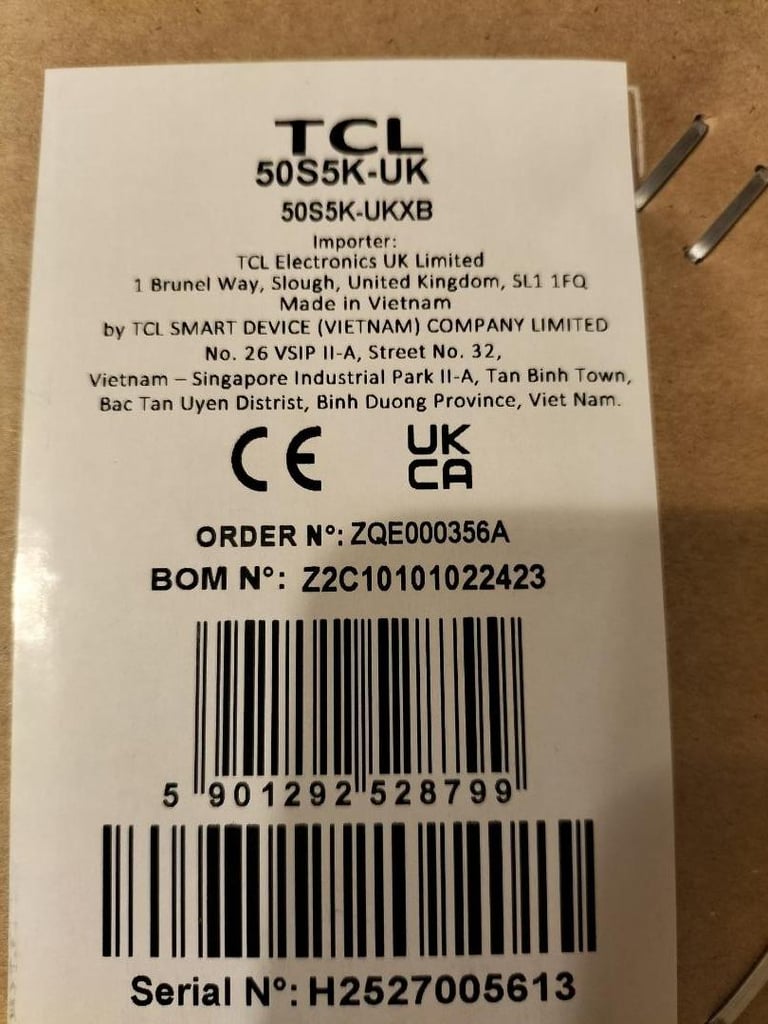 TCL
50S5K-UK
50S5K-UKXB
Importer:
TCL Electronics UK Limited
1 Brunel Way, Slough, United Kingdom, SL1 1FQ
Made in Vietnam
by TCL SMART DEVICE (VIETNAM) COMPANY LIMITED
No. 26 VSIP II-A, Street No. 32,
Vietnam – Singapore Industrial Park II-A, Tan Binh Town,
Bac Tan Uyen Distrist, Binh Duong Province, Viet Nam.
CE UK
CA
ORDER N°: ZQE000356A
BOM N°: Z2C10101022423
5 901292 528799
Serial N°: H2527005613